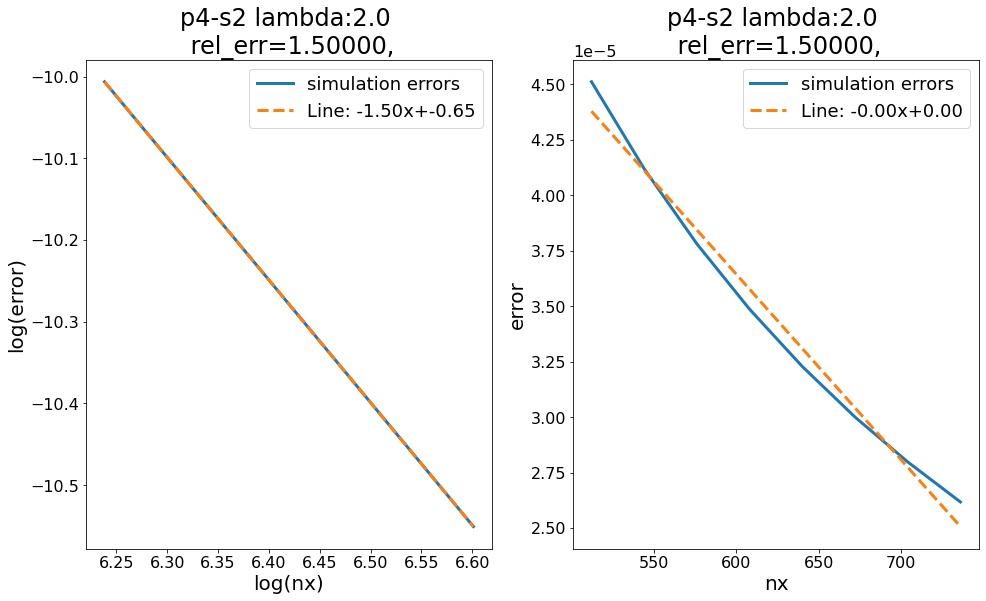 p4-s2 lambda:2.0
rel_err=1.50000,
log(error)
−10.0
−10.1
−10.2
−10.3
−10.4
−10.5
simulation errors
Line: -1.50x+-0.65
6.25 6.30 6.35 6.40 6.45 6.50 6.55 6.60
log(nx)
p4-s2 lambda:2.0
rel_err=1.50000,
1e−5
error
4.50
4.25
4.00
3.75
3.50
3.25
3.00
2.75
2.50
simulation errors
Line: -0.00x+0.00
550 600 650 700
nx